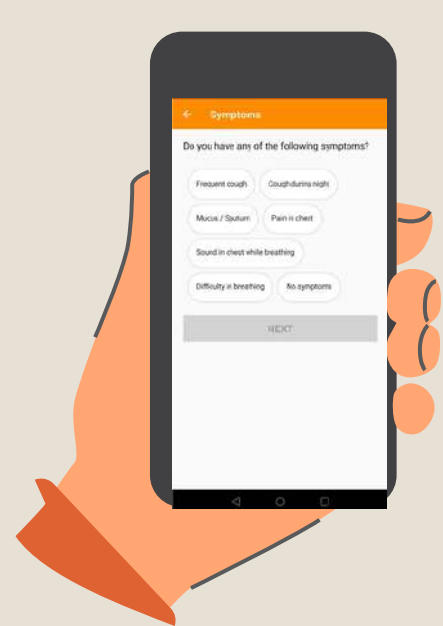 Symptoms
Do you have any of the following symptoms?
Frequent cough Cough during night
Mucus / Sputum Pain in chest
Sound in chest while breathing
Difficulty in breathing No symptoms
NEXT